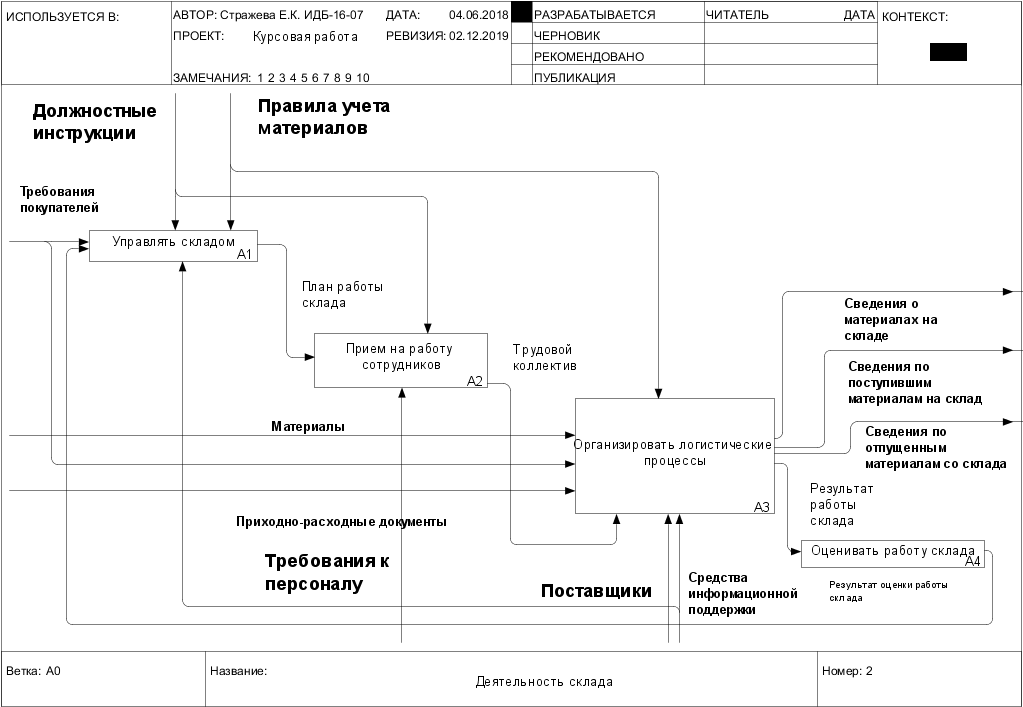 ИСПОЛЬЗУЕТСЯ В:
АВТОР: Стражева Е.К. ИДБ-16-07
ДАТА: 04.06.2018
ПРОЕКТ: Курсовая работа
РЕВИЗИЯ: 02.12.2019
ЗАМЕЧАНИЯ: 1 2 3 4 5 6 7 8 9 10
РАЗРАБАТЫВАЕТСЯ
ЧЕРНОВИК
РЕКОМЕНДОВАНО
ПУБЛИКАЦИЯ
ЧИТАТЕЛЬ
ДАТА
КОНТЕКСТ:
Должностные
инструкции
Правила учета
материалов
Требования
покупателей
Управлять складом
A1
План работы
склада
Прием на работу
сотрудников
A2
Трудовой
коллектив
Сведения о
материалах на
складе
Сведения по
поступившим
материалам на склад
Материалы
Сведения по
отпущенным
материалам со склада
Организировать логистические
процессы
A3
Результат
работы
склада
Приходно-расходные документы
Оценивать работу склада
A4
Требования к
персоналу
Поставщики
Средства
информационной
поддержки
Результат оценки работы
склада
Ветка: A0
Название:
Деятельность склада
Номер: 2